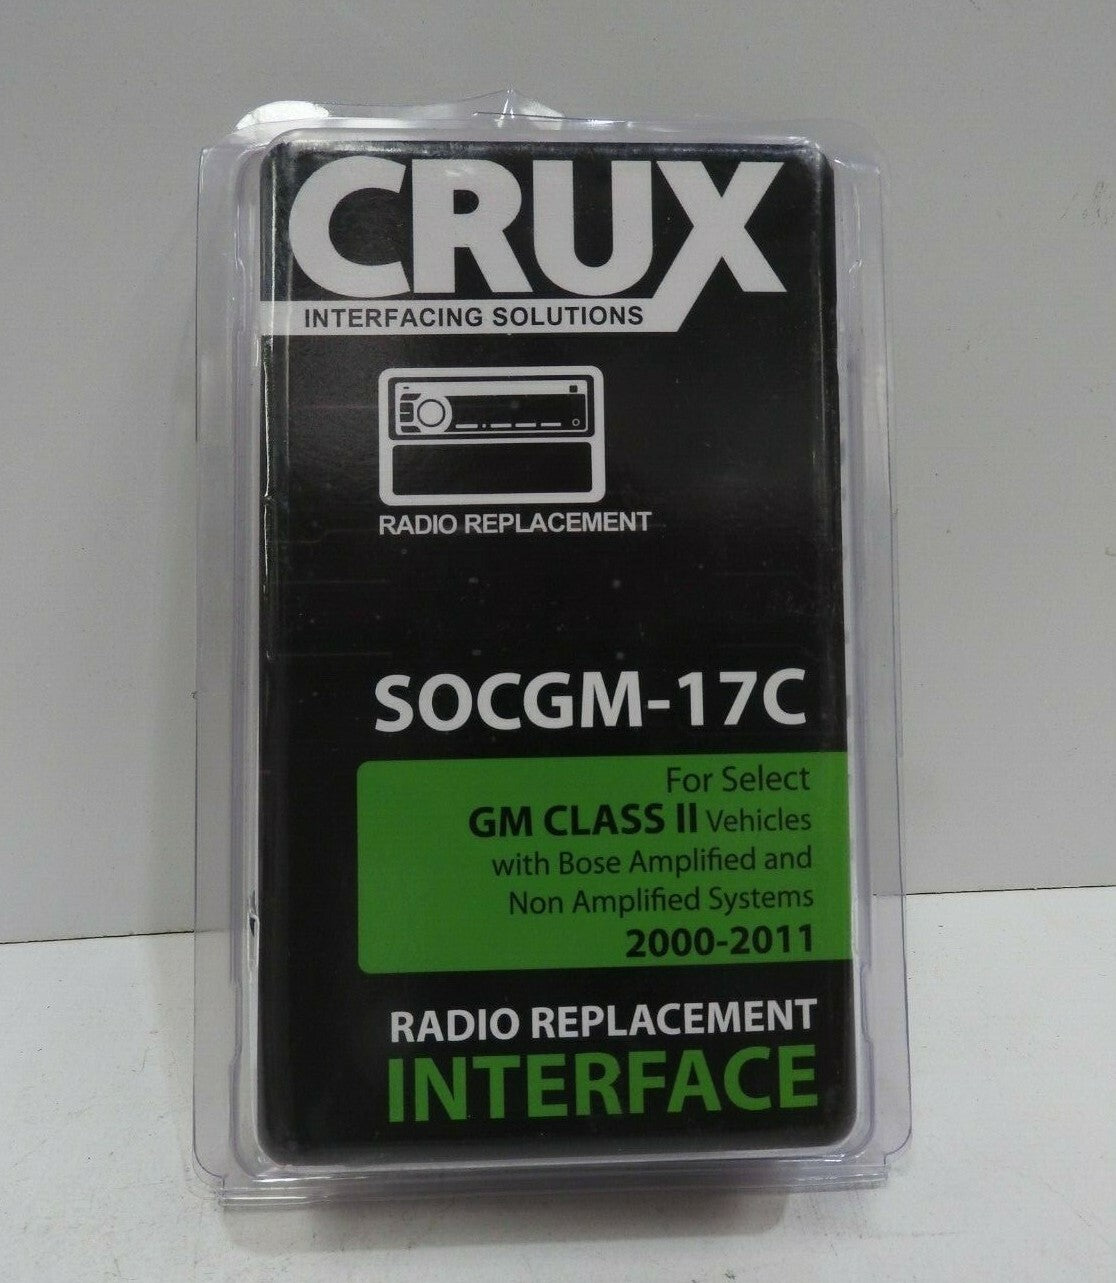 CRUX
INTERFACING SOLUTIONS
RADIO REPLACEMENT
SOCGM-17C
For Select
GM CLASS II Vehicles
with Bose Amplified and
Non Amplified Systems
2000-2011
RADIO REPLACEMENT
INTERFACE